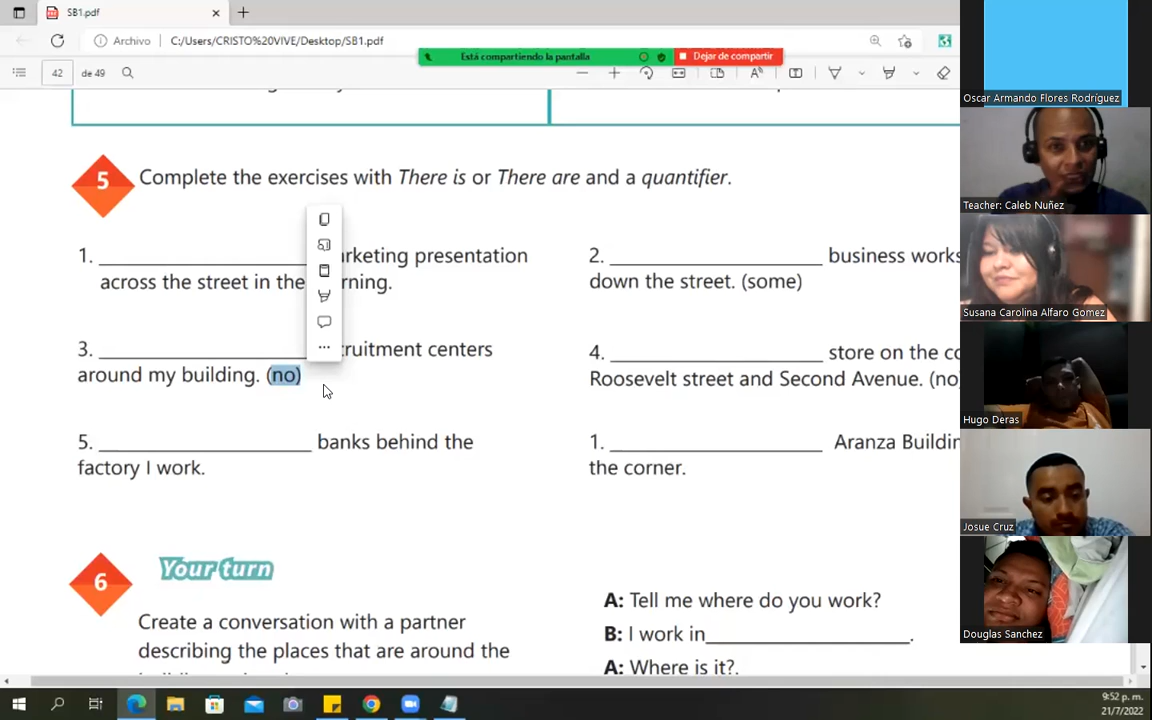 SB1.pdf
Archivo C:/Users/CRISTO%20VIVE/Desktop/SB1.pdf
Está compartiendo la pantalla
Dejar de compartir
42 de 49
5 Complete the exercises with There is or There are and a quantifier.
1. ____________________ rketing presentation
across the street in the rning.
2. ____________________ business works
down the street. (some)
3. ____________________ ruitment centers
around my building. (no)
4. ____________________ store on the co
Roosevelt street and Second Avenue. (no)
5. ____________________ banks behind the
factory I work.
1. ____________________ Aranza Buildin
the corner.
6 Your turn
Create a conversation with a partner
describing the places that are around the
A: Tell me where do you work?
B: I work in____________________.
A: Where is it?.
Oscar Armando Flores Rodríguez
Teacher: Caleb Nuñez
Susana Carolina Alfaro Gomez
Hugo Deras
Josue Cruz
Douglas Sanchez
9:52 p. m.
21/7/2022